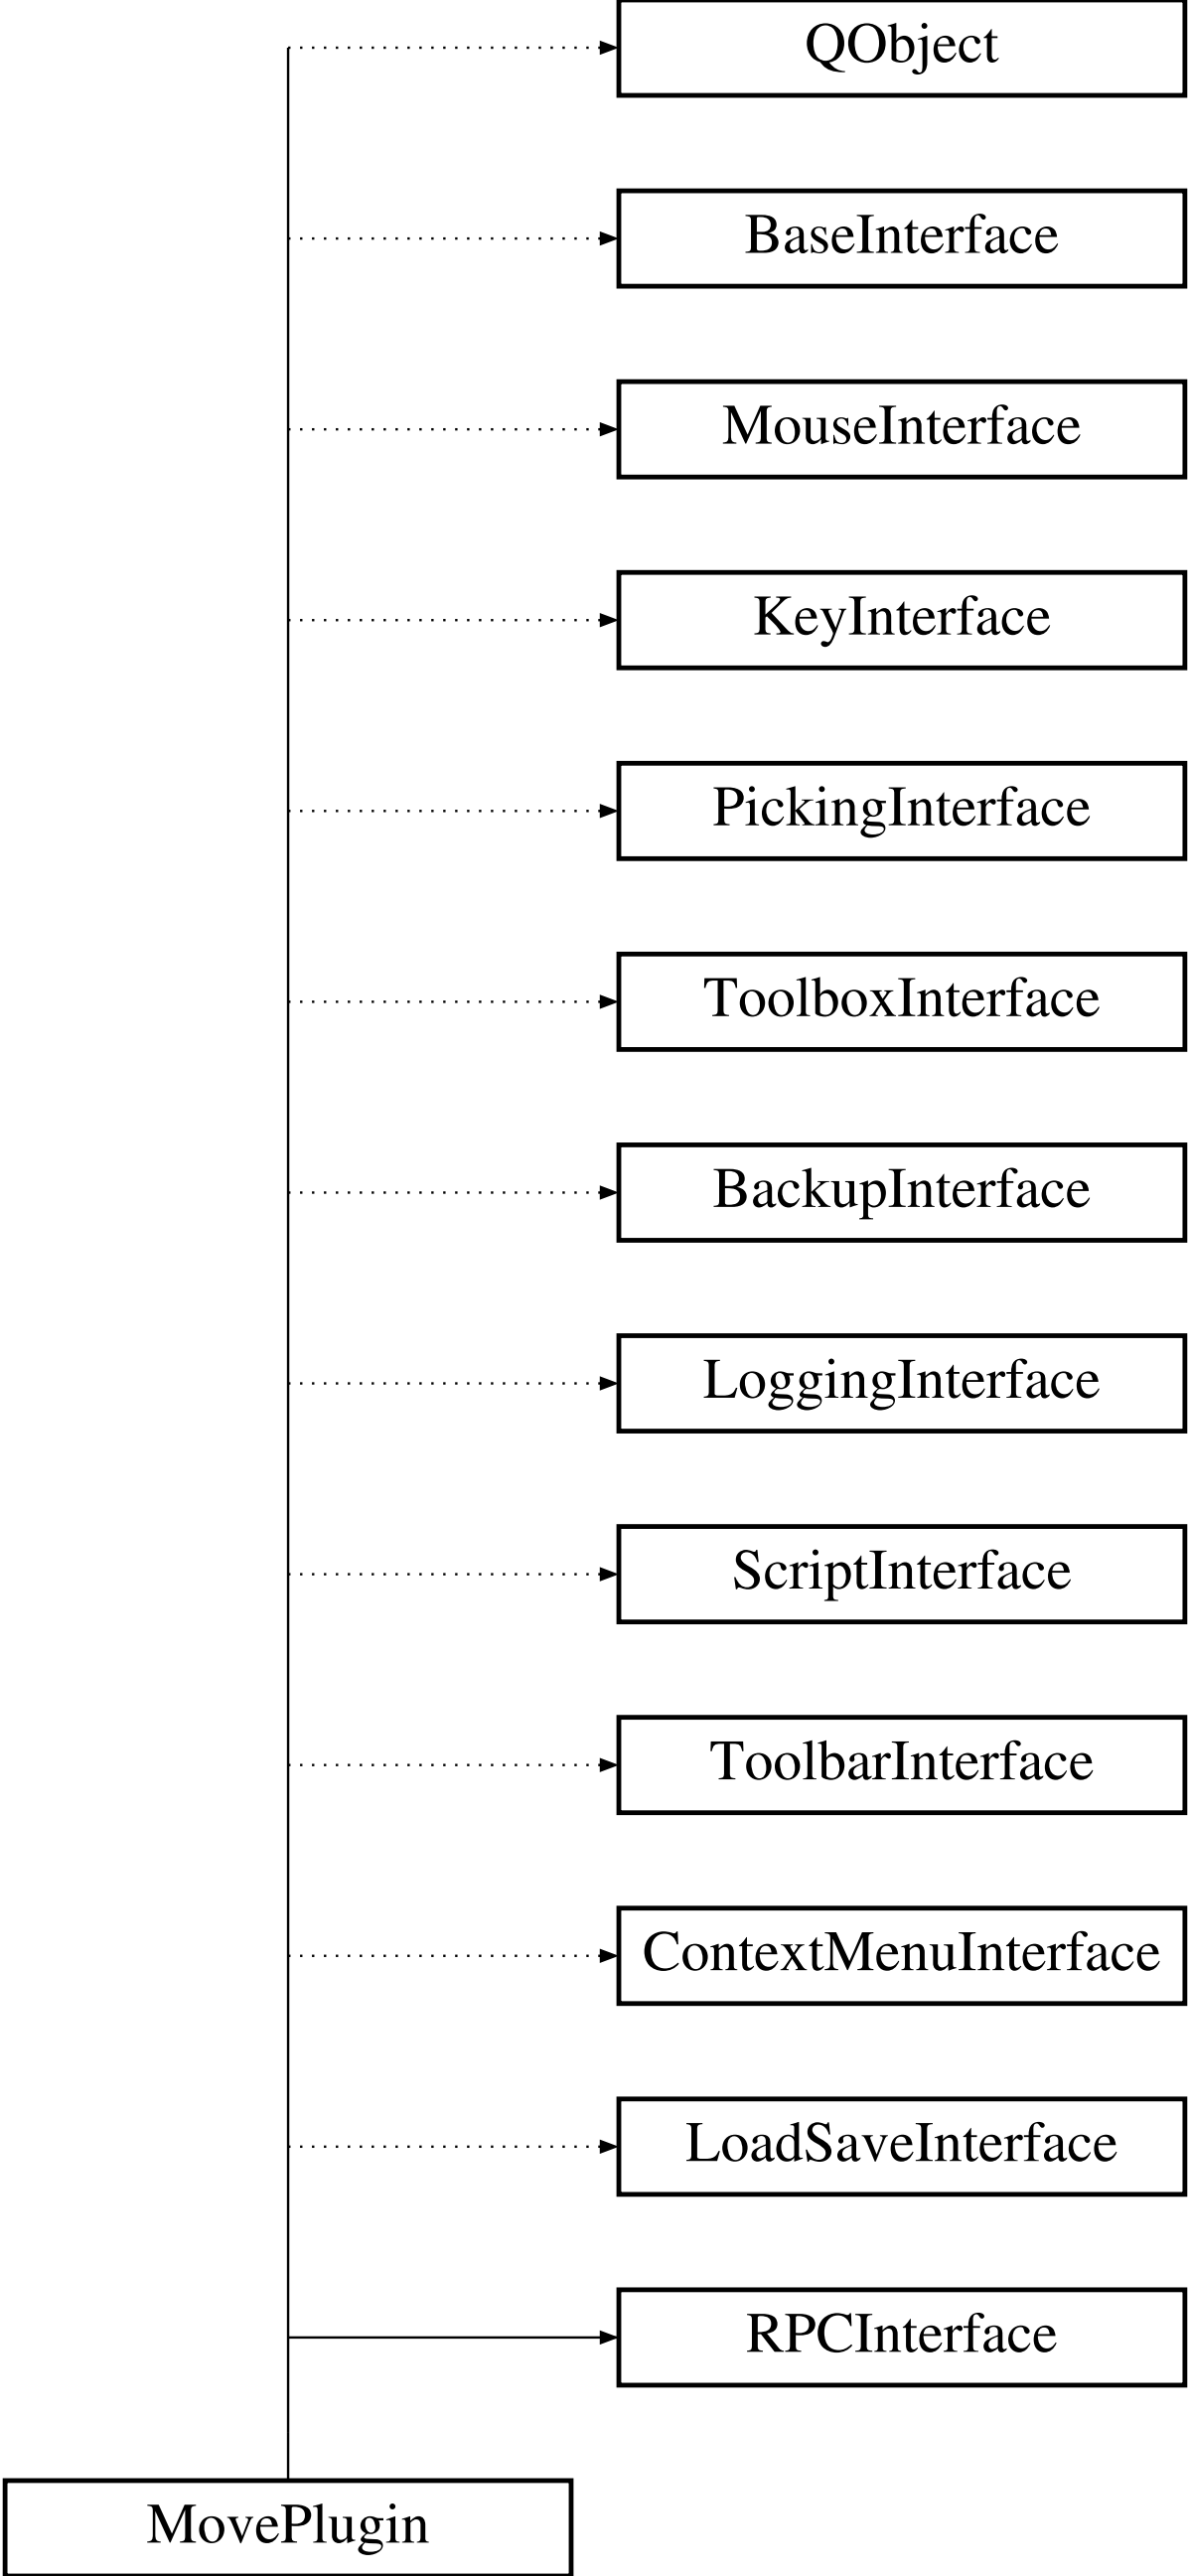 QObject
BaseInterface
MouseInterface
KeyInterface
PickingInterface
ToolboxInterface
BackupInterface
LoggingInterface
ScriptInterface
ToolbarInterface
ContextMenuInterface
LoadSaveInterface
RPCInterface
MovePlugin